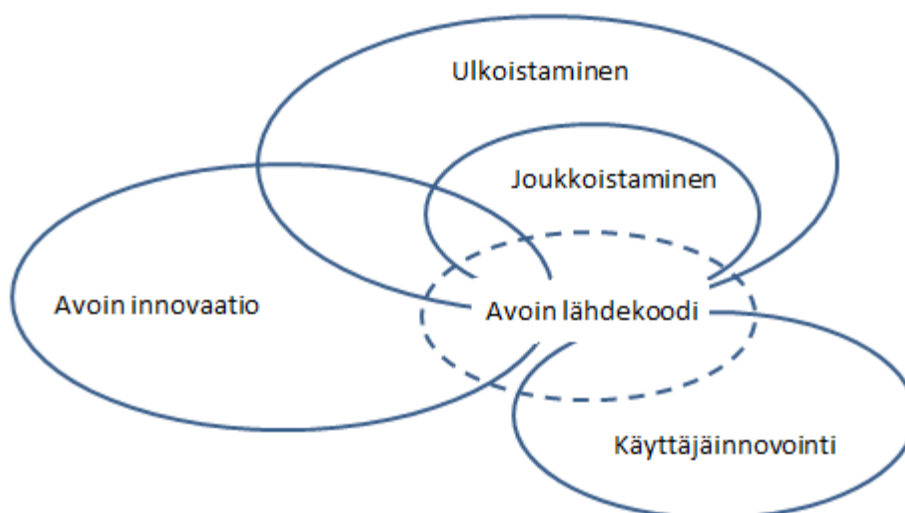 Ulkoistaminen
Joukkoistaminen
Avoin innovaatio
Avoin lähdekoodi
Käyttäjäinnovointi